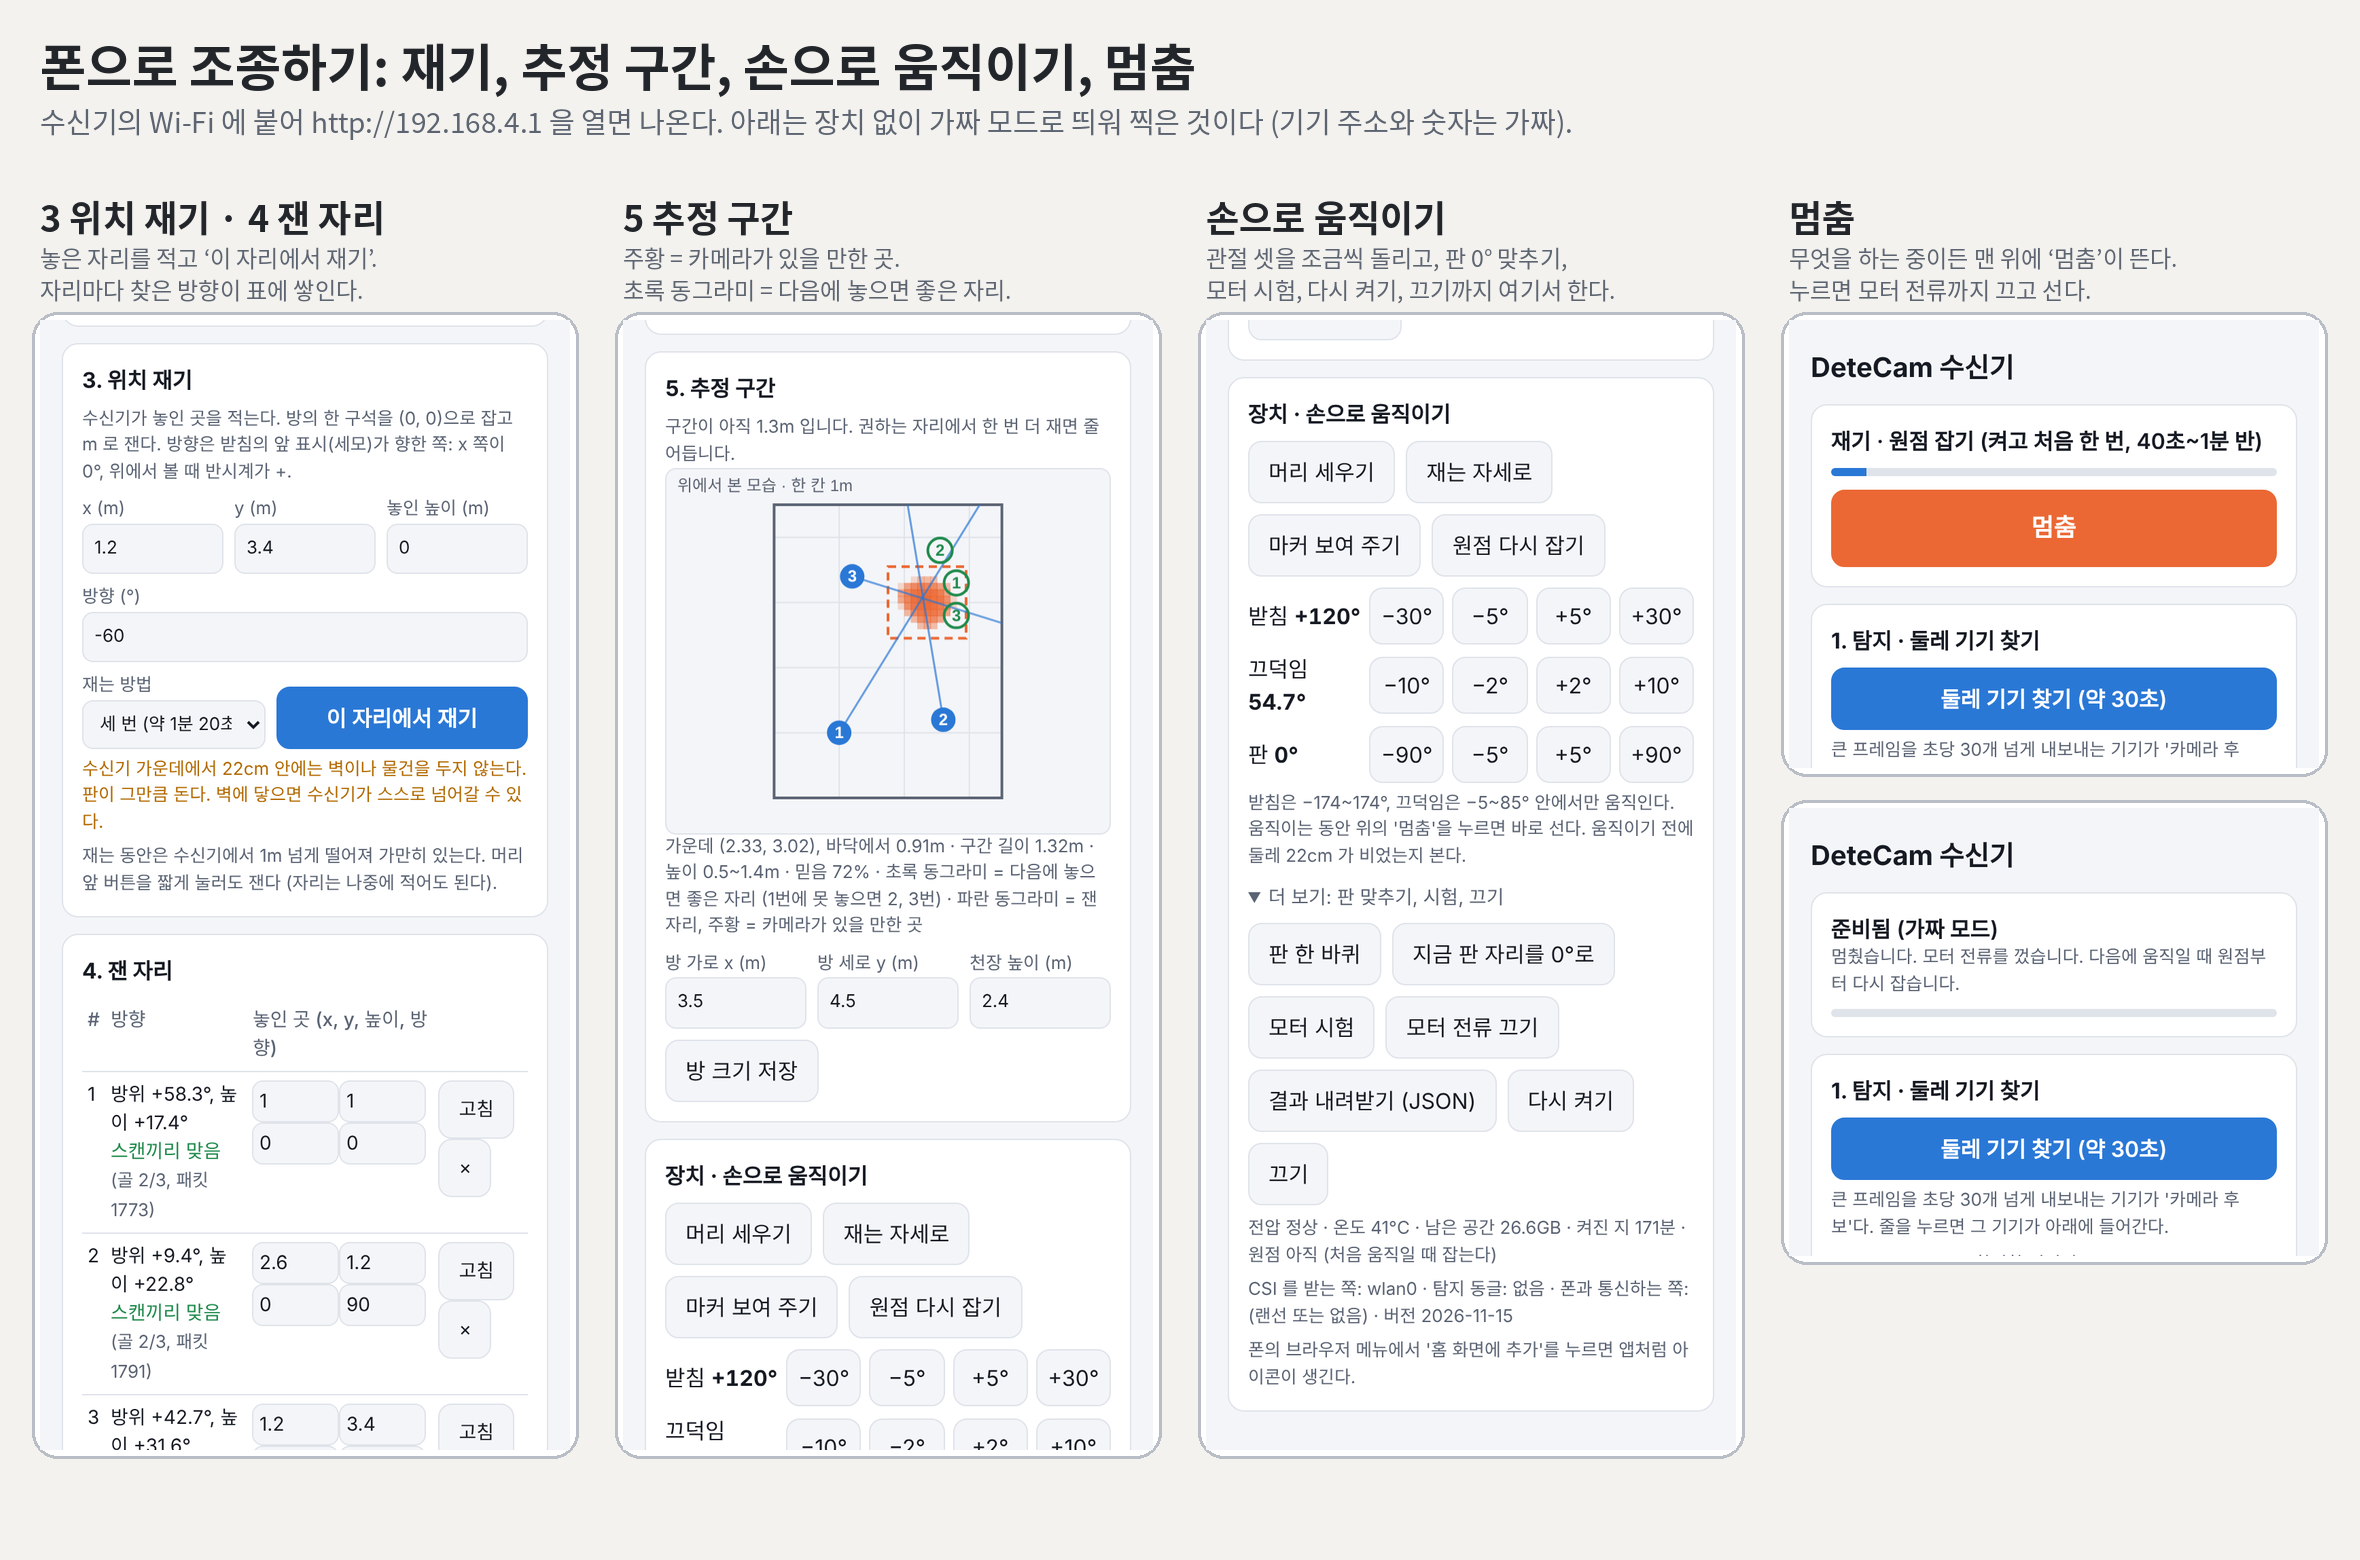 폰으로 조종하기: 재기, 추정 구간, 손으로 움직이기, 멈춤
수신기의 Wi-Fi 에 붙어 http://192.168.4.1 을 열면 나온다. 아래는 장치 없이 가짜 모드로 띄워 찍은 것이다 (기기 주소와 숫자는 가짜).
3 위치 재기 · 4 잰 자리
놓은 자리를 적고 ‘이 자리에서 재기’.
자리마다 찾은 방향이 표에 쌓인다.
3. 위치 재기
수신기가 놓인 곳을 적는다. 방의 한 구석을 (0, 0)으로 잡고
m 로 잰다. 방향은 받침의 앞 표시(세모)가 향한 쪽: x 쪽이
0°, 위에서 볼 때 반시계가 +.
x (m) y (m) 놓인 높이 (m)
1.2 3.4 0
방향 (°)
-60
재는 방법
세 번 (약 1분 20초 이 자리에서 재기
수신기 가운데에서 22cm 안에는 벽이나 물건을 두지 않는다.
판이 그만큼 돈다. 벽에 닿으면 수신기가 스스로 넘어갈 수 있
다.
재는 동안은 수신기에서 1m 넘게 떨어져 가만히 있는다. 머리
앞 버튼을 짧게 눌러도 잰다 (자리는 나중에 적어도 된다).
4. 잰 자리
# 방향 놓인 곳 (x, y, 높이, 방
향)
1 방위 +58.3°, 높 1 1 고침
이 +17.4° 0 0
스캔끼리 맞음 ×
(골 2/3, 패킷
1773)
2 방위 +9.4°, 높 2.6 1.2 고침
이 +22.8° 0 90
스캔끼리 맞음 ×
(골 2/3, 패킷
1791)
3 방위 +42.7°, 높 1.2 3.4 고침
이 +31.6°
5 추정 구간
주황 = 카메라가 있을 만한 곳.
초록 동그라미 = 다음에 놓으면 좋은 자리.
5. 추정 구간
구간이 아직 1.3m 입니다. 권하는 자리에서 한 번 더 재면 줄
어듭니다.
위에서 본 모습 · 한 칸 1m
2
3 1
3
2
1
가운데 (2.33, 3.02), 바닥에서 0.91m · 구간 길이 1.32m ·
높이 0.5~1.4m · 믿음 72% · 초록 동그라미 = 다음에 놓으
면 좋은 자리 (1번에 못 놓으면 2, 3번) · 파란 동그라미 = 잰
자리, 주황 = 카메라가 있을 만한 곳
방 가로 x (m) 방 세로 y (m) 천장 높이 (m)
3.5 4.5 2.4
방 크기 저장
장치 · 손으로 움직이기
머리 세우기 재는 자세로
마커 보여 주기 원점 다시 잡기
받침 +120° −30° −5° +5° +30°
끄덕임 −10° −2° +2° +10°
손으로 움직이기
관절 셋을 조금씩 돌리고, 판 0° 맞추기,
모터 시험, 다시 켜기, 끄기까지 여기서 한다.
장치 · 손으로 움직이기
머리 세우기 재는 자세로
마커 보여 주기 원점 다시 잡기
받침 +120° −30° −5° +5° +30°
끄덕임 54.7° −10° −2° +2° +10°
판 0° −90° −5° +5° +90°
받침은 −174~174°, 끄덕임은 −5~85° 안에서만 움직인다.
움직이는 동안 위의 '멈춤'을 누르면 바로 선다. 움직이기 전에
둘레 22cm 가 비었는지 본다.
▼ 더 보기: 판 맞추기, 시험, 끄기
판 한 바퀴 지금 판 자리를 0°로
모터 시험 모터 전류 끄기
결과 내려받기 (JSON) 다시 켜기
끄기
전압 정상 · 온도 41°C · 남은 공간 26.6GB · 켜진 지 171분 ·
원점 아직 (처음 움직일 때 잡는다)
CSI 를 받는 쪽: wlan0 · 탐지 동글: 없음 · 폰과 통신하는 쪽:
(랜선 또는 없음) · 버전 2026-11-15
폰의 브라우저 메뉴에서 '홈 화면에 추가'를 누르면 앱처럼 아
이콘이 생긴다.
멈춤
무엇을 하는 중이든 맨 위에 ‘멈춤’이 뜬다.
누르면 모터 전류까지 끄고 선다.
DeteCam 수신기
재기 · 원점 잡기 (켜고 처음 한 번, 40초~1분 반)
멈춤
1. 탐지 · 둘레 기기 찾기
둘레 기기 찾기 (약 30초)
큰 프레임을 초당 30개 넘게 내보내는 기기가 '카메라 후
DeteCam 수신기
준비됨 (가짜 모드)
멈췄습니다. 모터 전류를 껐습니다. 다음에 움직일 때 원점부
터 다시 잡습니다.
1. 탐지 · 둘레 기기 찾기
둘레 기기 찾기 (약 30초)
큰 프레임을 초당 30개 넘게 내보내는 기기가 '카메라 후
보'다. 줄을 누르면 그 기기가 아래에 들어간다.